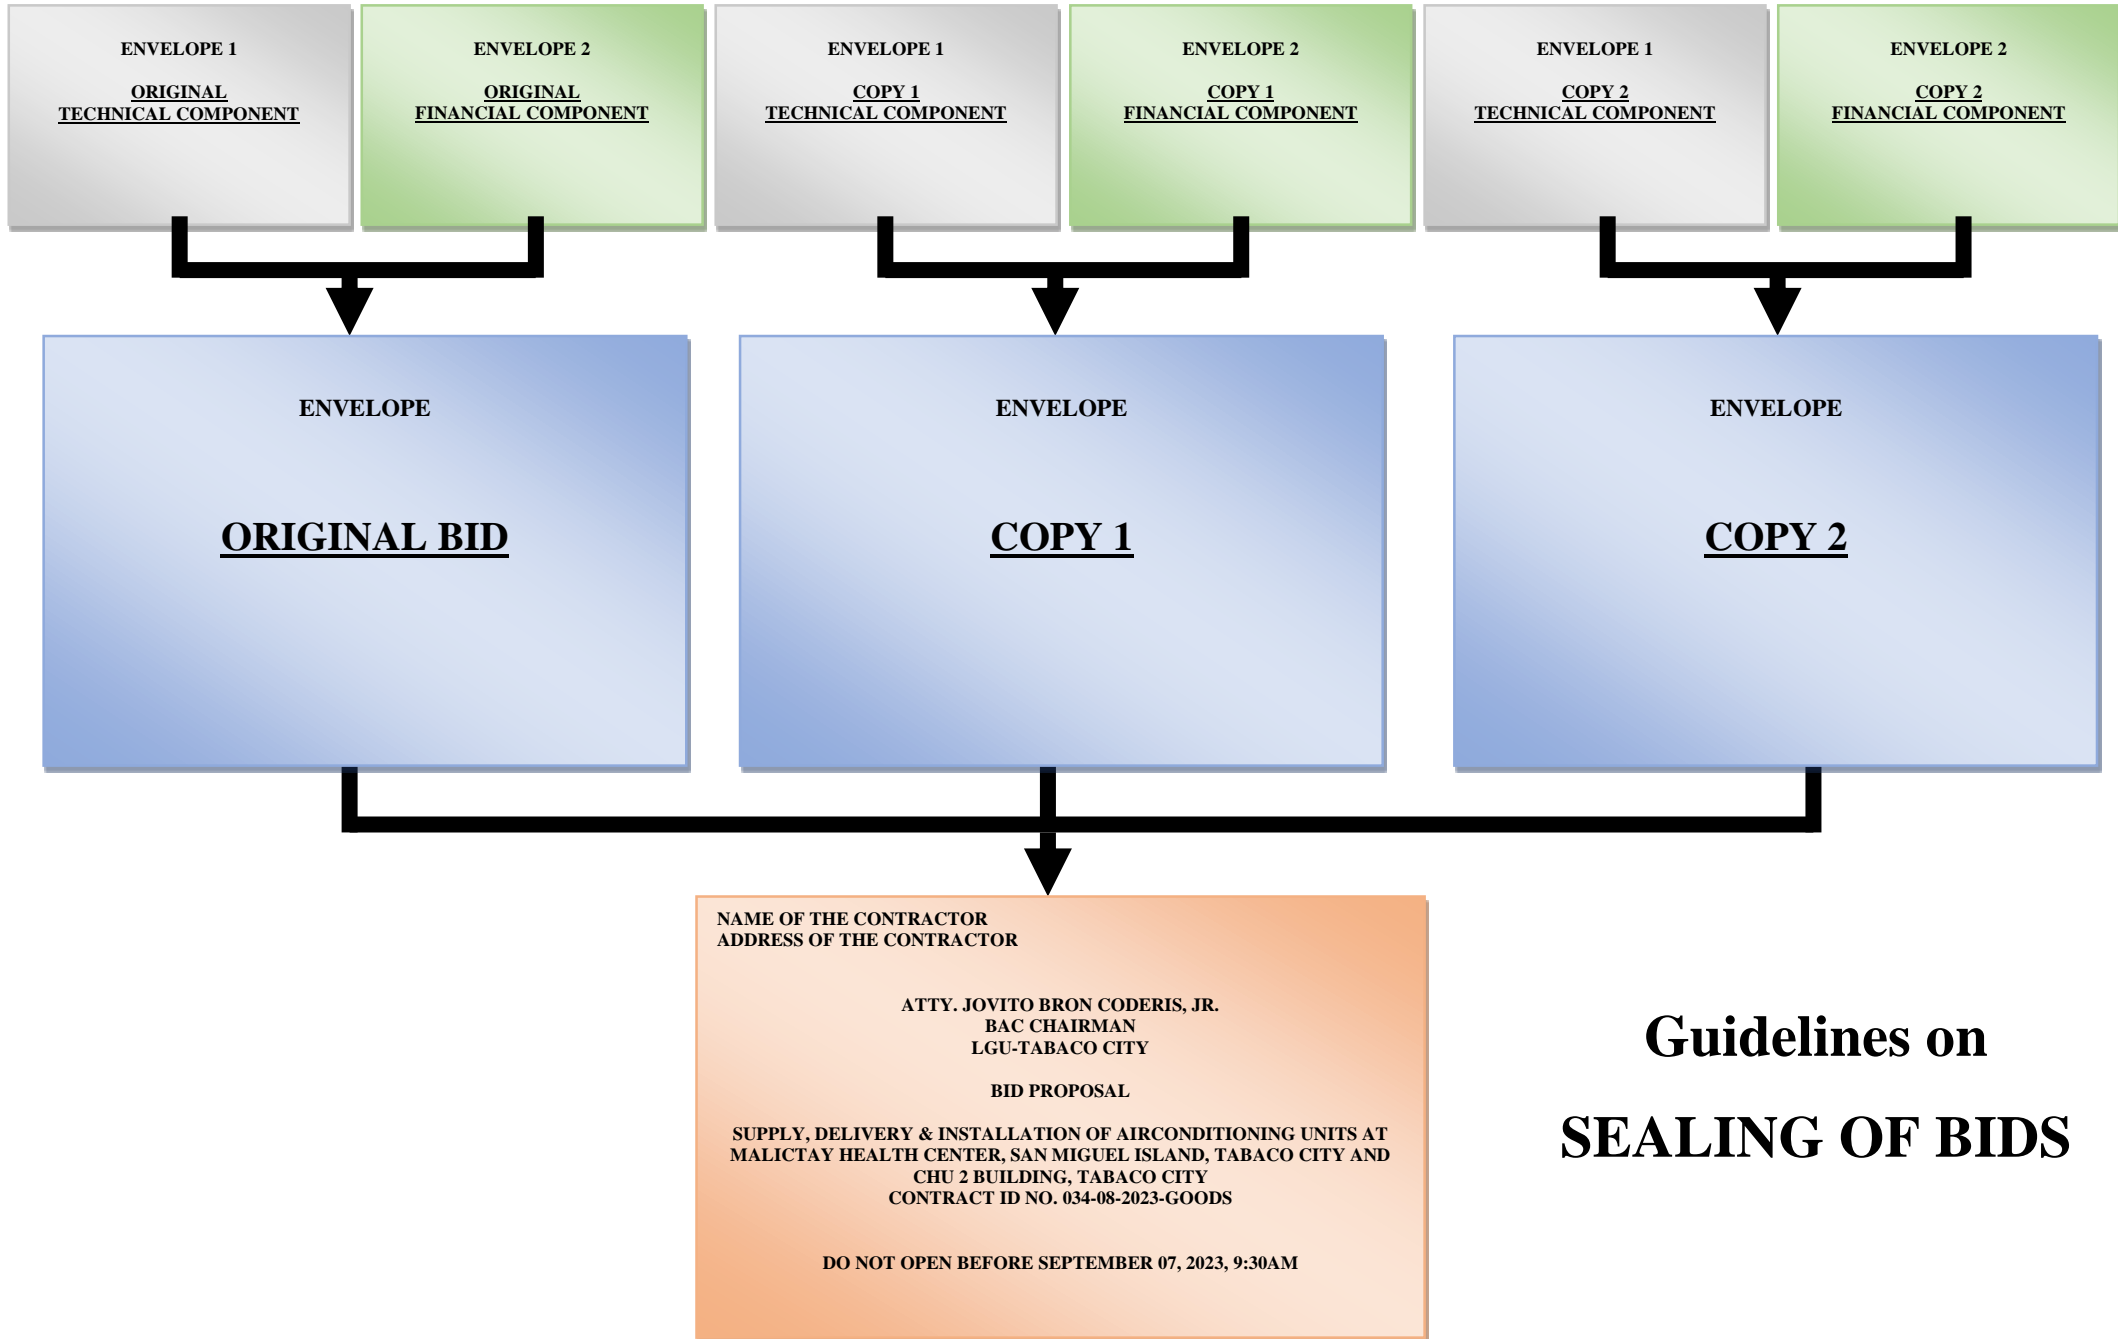 ENVELOPE 1
ORIGINAL
TECHNICAL COMPONENT
ENVELOPE 2
ORIGINAL
FINANCIAL COMPONENT
ENVELOPE 1
COPY 1
TECHNICAL COMPONENT
ENVELOPE 2
COPY 1
FINANCIAL COMPONENT
ENVELOPE 1
COPY 2
TECHNICAL COMPONENT
ENVELOPE 2
COPY 2
FINANCIAL COMPONENT
ENVELOPE
ORIGINAL BID
ENVELOPE
COPY 1
ENVELOPE
COPY 2
NAME OF THE CONTRACTOR
ADDRESS OF THE CONTRACTOR
ATTY. JOVITO BRON CODERIS, JR.
BAC CHAIRMAN
LGU-TABACO CITY
BID PROPOSAL
SUPPLY, DELIVERY & INSTALLATION OF AIRCONDITIONING UNITS AT
MALICTAY HEALTH CENTER, SAN MIGUEL ISLAND, TABACO CITY AND
CHU 2 BUILDING, TABACO CITY
CONTRACT ID NO. 034-08-2023-GOODS
DO NOT OPEN BEFORE SEPTEMBER 07, 2023, 9:30AM
Guidelines on
SEALING OF BIDS